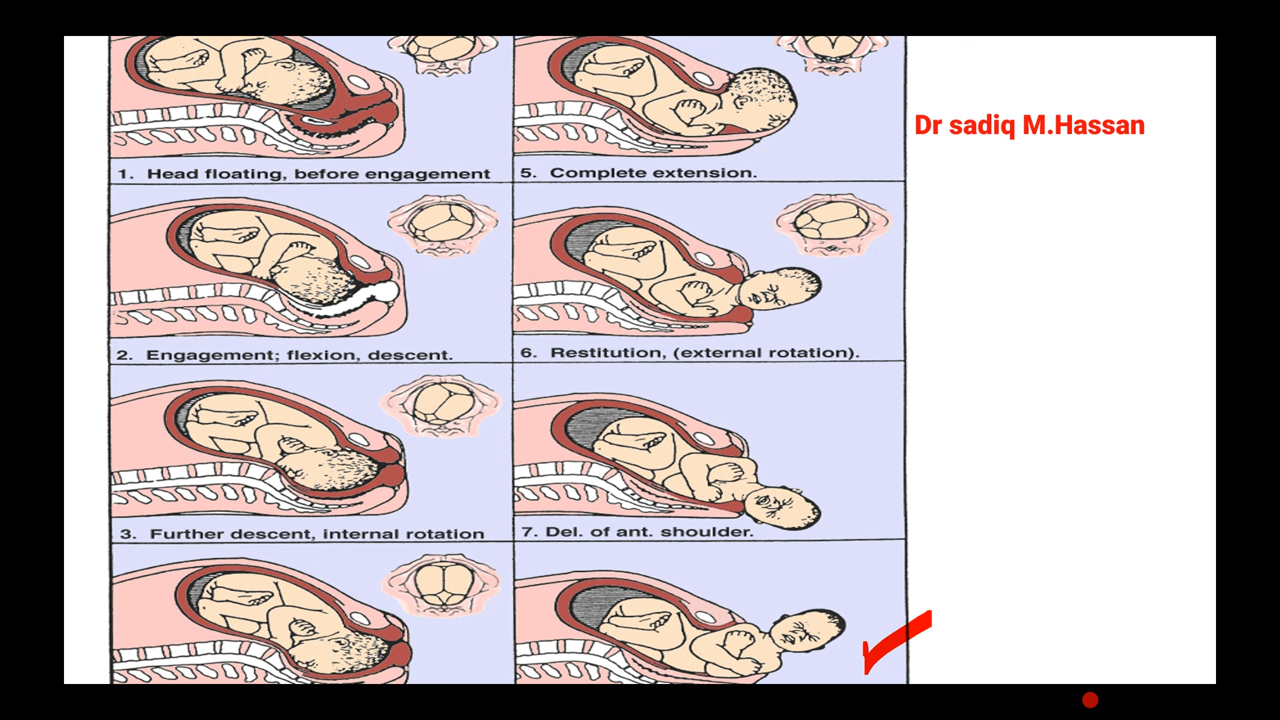 Dr sadiq M.Hassan
1. Head floating, before engagement
5. Complete extension.
2. Engagement; flexion, descent.
6. Restitution, (external rotation).
3. Further descent, internal rotation
7. Del. of ant. shoulder.